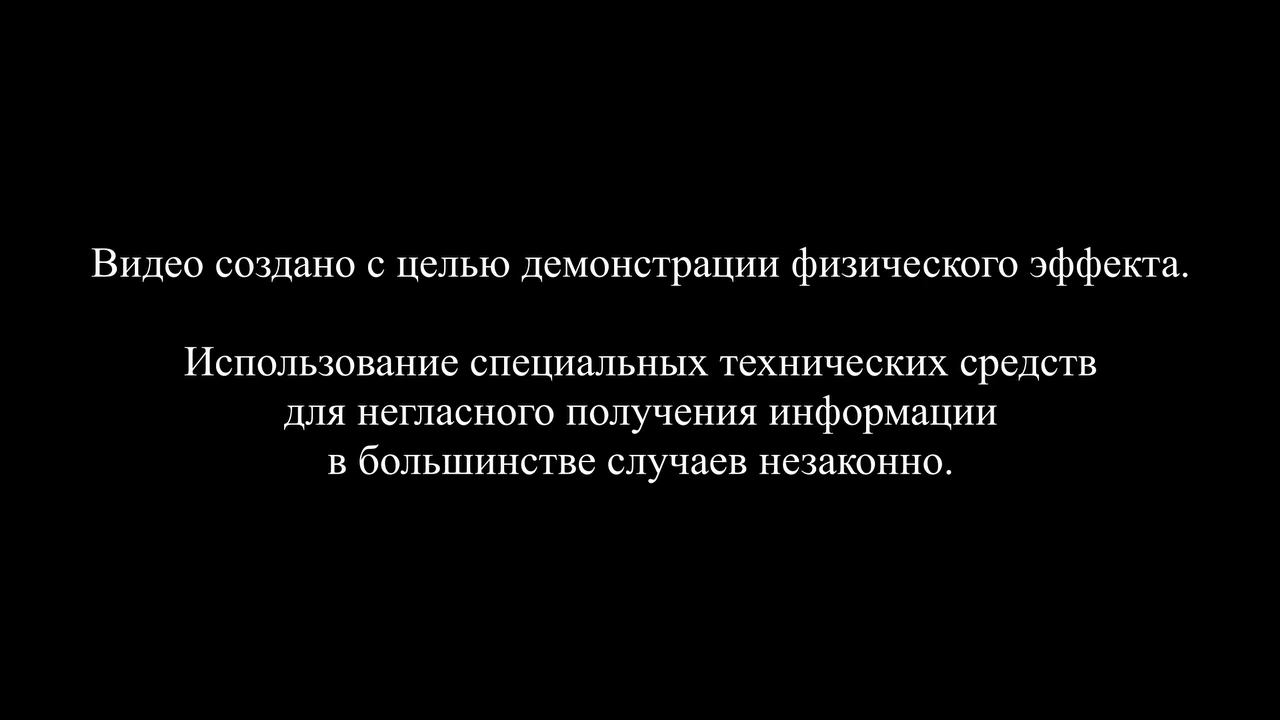 Видео создано с целью демонстрации физического эффекта.
Использование специальных технических средств
для негласного получения информации
в большинстве случаев незаконно.